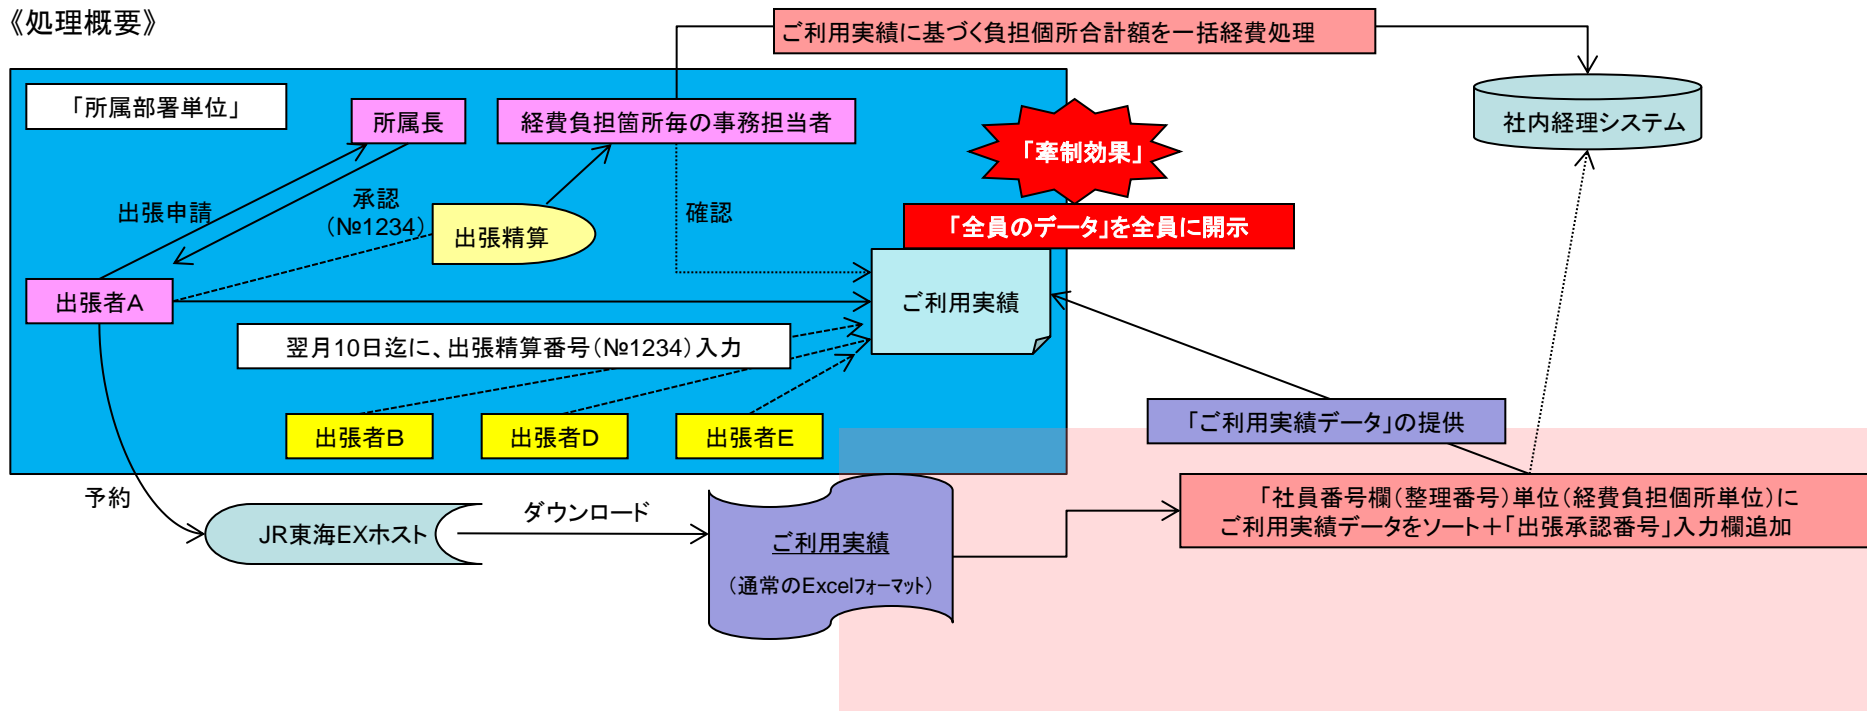 《処理概要》
ご利用実績に基づく負担個所合計額を一括経費処理
「所属部署単位」
所属長
経費負担箇所毎の事務担当者
社内経理システム
「牽制効果」
出張申請
承認
（№1234）
出張精算
確認
「全員のデータ」を全員に開示
出張者A
ご利用実績
翌月10日迄に、出張精算番号（№1234）入力
出張者B
出張者D
出張者E
「ご利用実績データ」の提供
予約
JR東海EXホスト
ダウンロード
ご利用実績
（通常のExcelフォーマット）
「社員番号欄（整理番号）単位（経費負担個所単位）に
ご利用実績データをソート＋「出張承認番号」入力欄追加